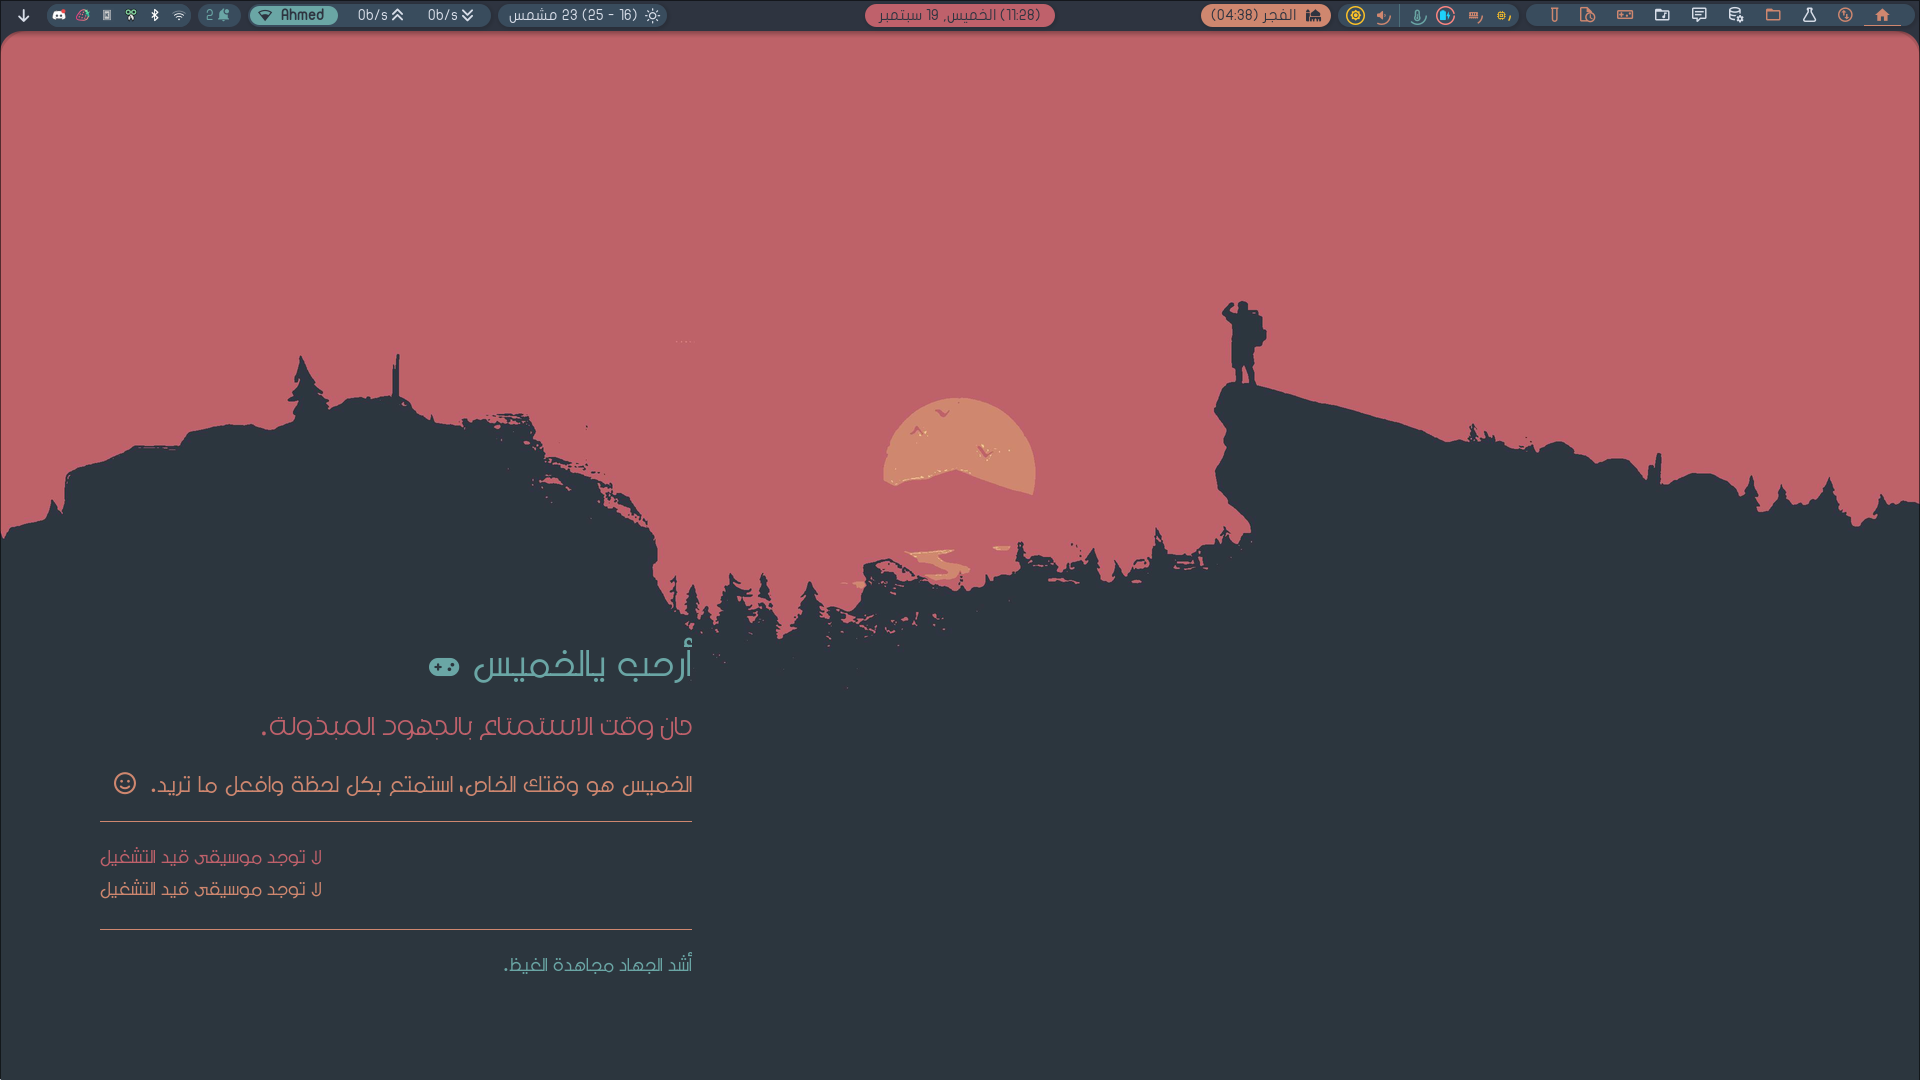 الفجر (04:38)
(11:28) الخميس, 19 سبتمبر
(16 - 25) 23 مشمس
0b/s
0b/s
Ahmed
2
أرحب يالخميس
حان وقت الاستمتاع بالجهود المبذولة.
الخميس هو وقتك الخاص، استمتع بكل لحظة وافعل ما تريد.
لا توجد موسيقى قيد التشغيل
لا توجد موسيقى قيد التشغيل
أشد الجهاد مجاهدة الغيظ.